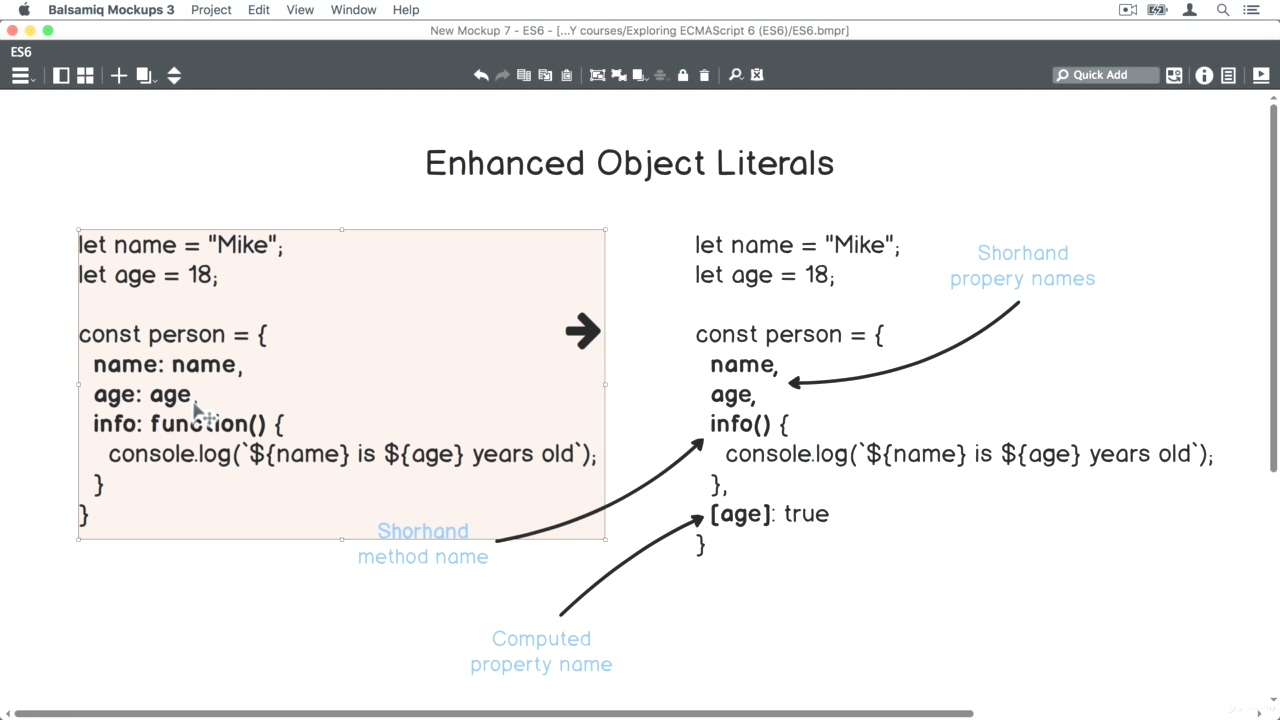 Balsamiq Mockups 3 Project Edit View Window Help
New Mockup 7 - ES6 - [...Y courses/Exploring ECMAScript 6 (ES6)/ES6.bmpr]
ES6
Quick Add
Enhanced Object Literals
let name = "Mike";
let age = 18;
const person = {
name: name,
age: age,
info: function() {
console.log(`${name} is ${age} years old`);
}
}
let name = "Mike";
let age = 18;
const person = {
name,
age,
info() {
console.log(`${name} is ${age} years old`);
},
[age]: true
}
Shorhand
propery names
Shorhand
method name
Computed
property name